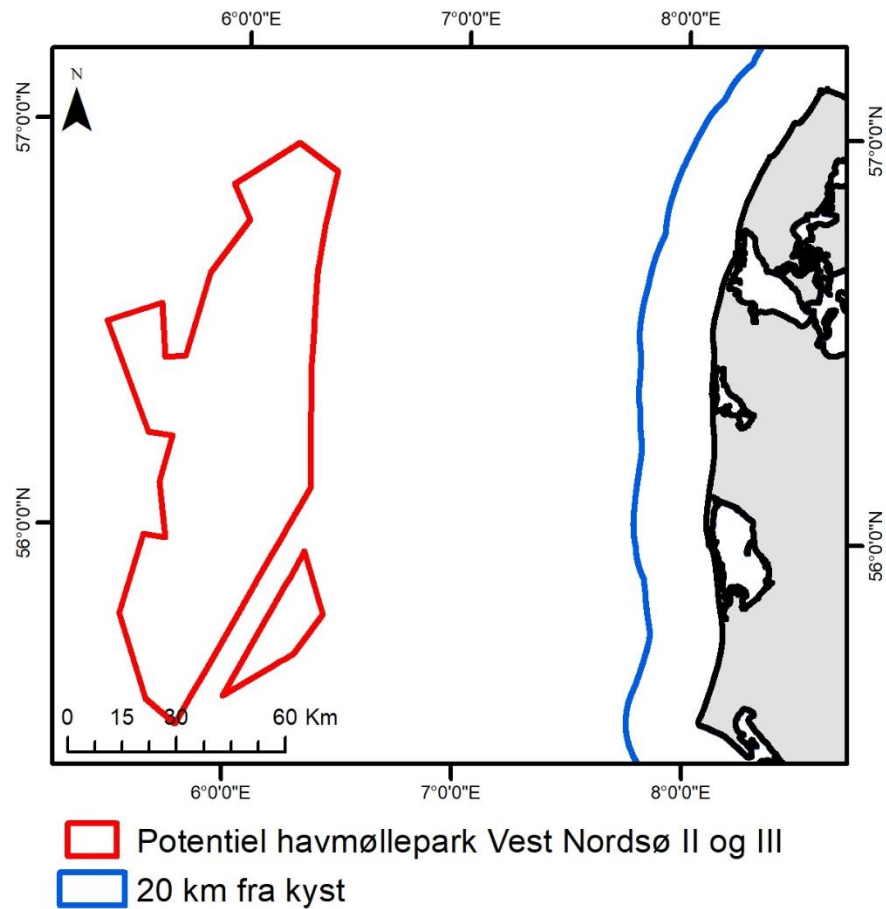 6°0'0"E 7°0'0"E 8°0'0"E
N
57°0'0"N
57°0'0"N
56°0'0"N
56°0'0"N
0 15 30 60 Km
6°0'0"E 7°0'0"E 8°0'0"E
Potentiel havmøllepark Vest Nordsø II og III
20 km fra kyst